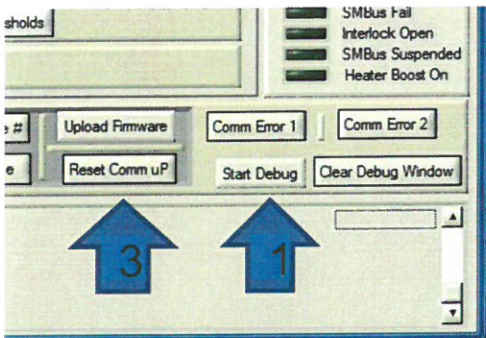 sholds
SMBus Fail
Interlock Open
SMBus Suspended
Heater Boost On
e #
Upload Firmware
Comm Error 1
Comm Error 2
e
Reset Comm uP
Start Debug
Clear Debug Window
3
1